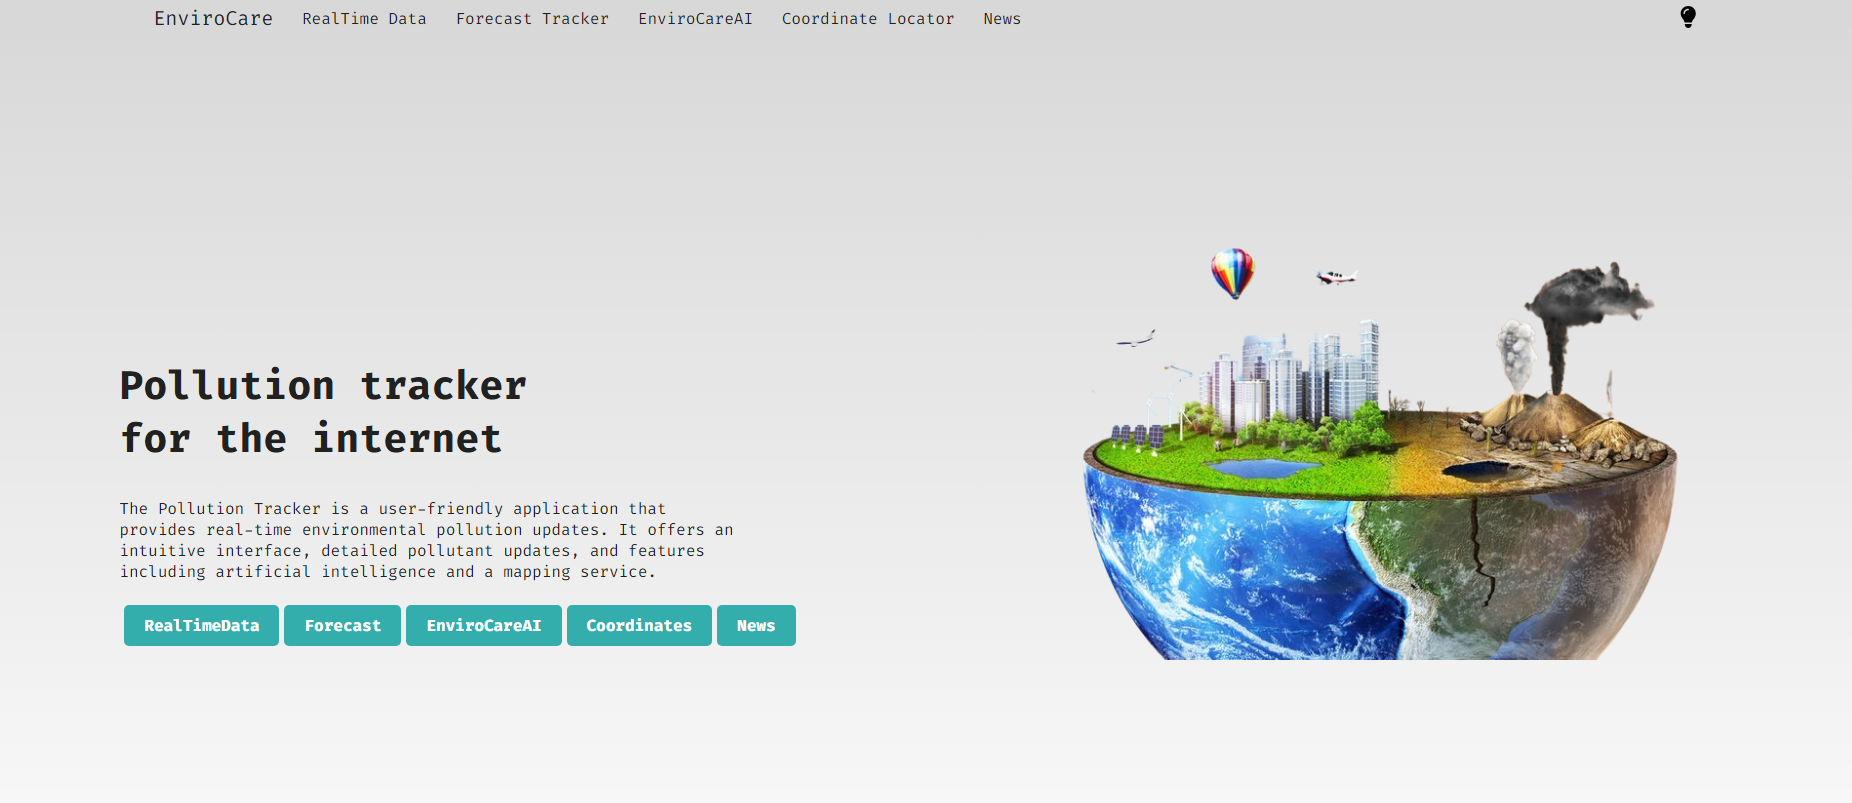 EnviroCare RealTime Data Forecast Tracker EnviroCareAI Coordinate Locator News
Pollution tracker
for the internet
The Pollution Tracker is a user-friendly application that
provides real-time environmental pollution updates. It offers an
intuitive interface, detailed pollutant updates, and features
including artificial intelligence and a mapping service.
RealTimeData Forecast EnviroCareAI Coordinates News